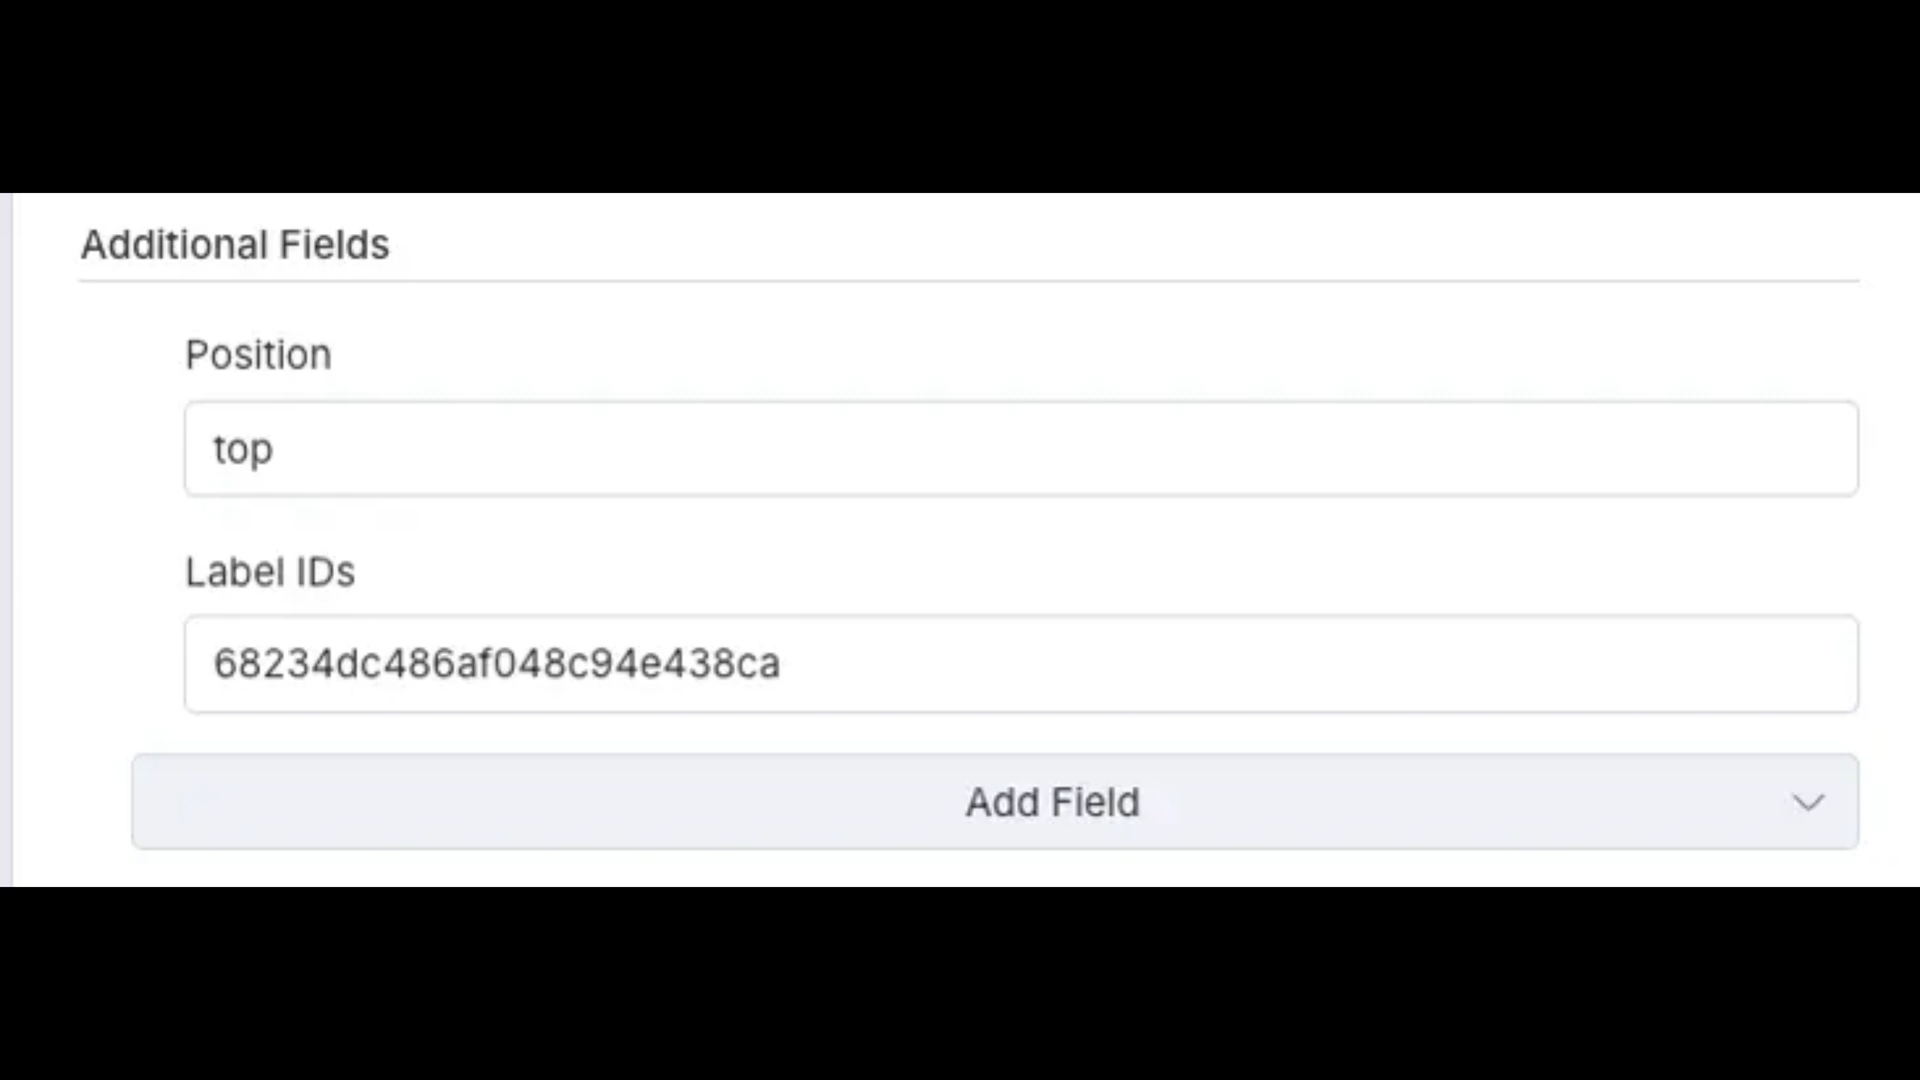 Additional Fields
Position
top
Label IDs
68234dc486af048c94e438ca
Add Field